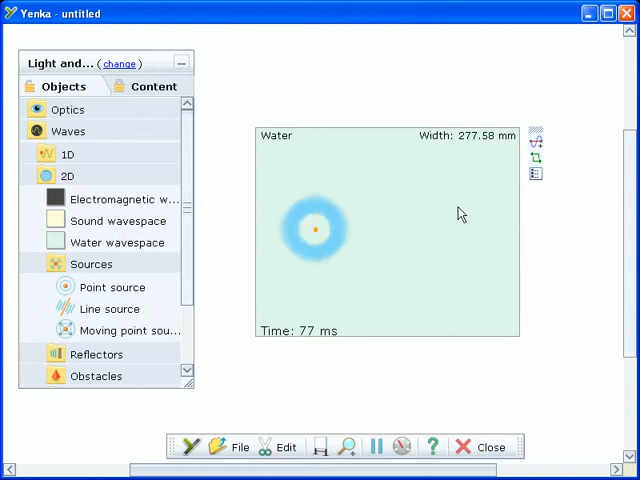 Yenka - untitled
Light and... (change)
Objects
Content
Optics
Waves
1D
2D
Electromagnetic w...
Sound wavespace
Water wavespace
Sources
Point source
Line source
Moving point sou...
Reflectors
Obstacles
Water
Width: 277.58 mm
Time: 77 ms
File
Edit
?
Close